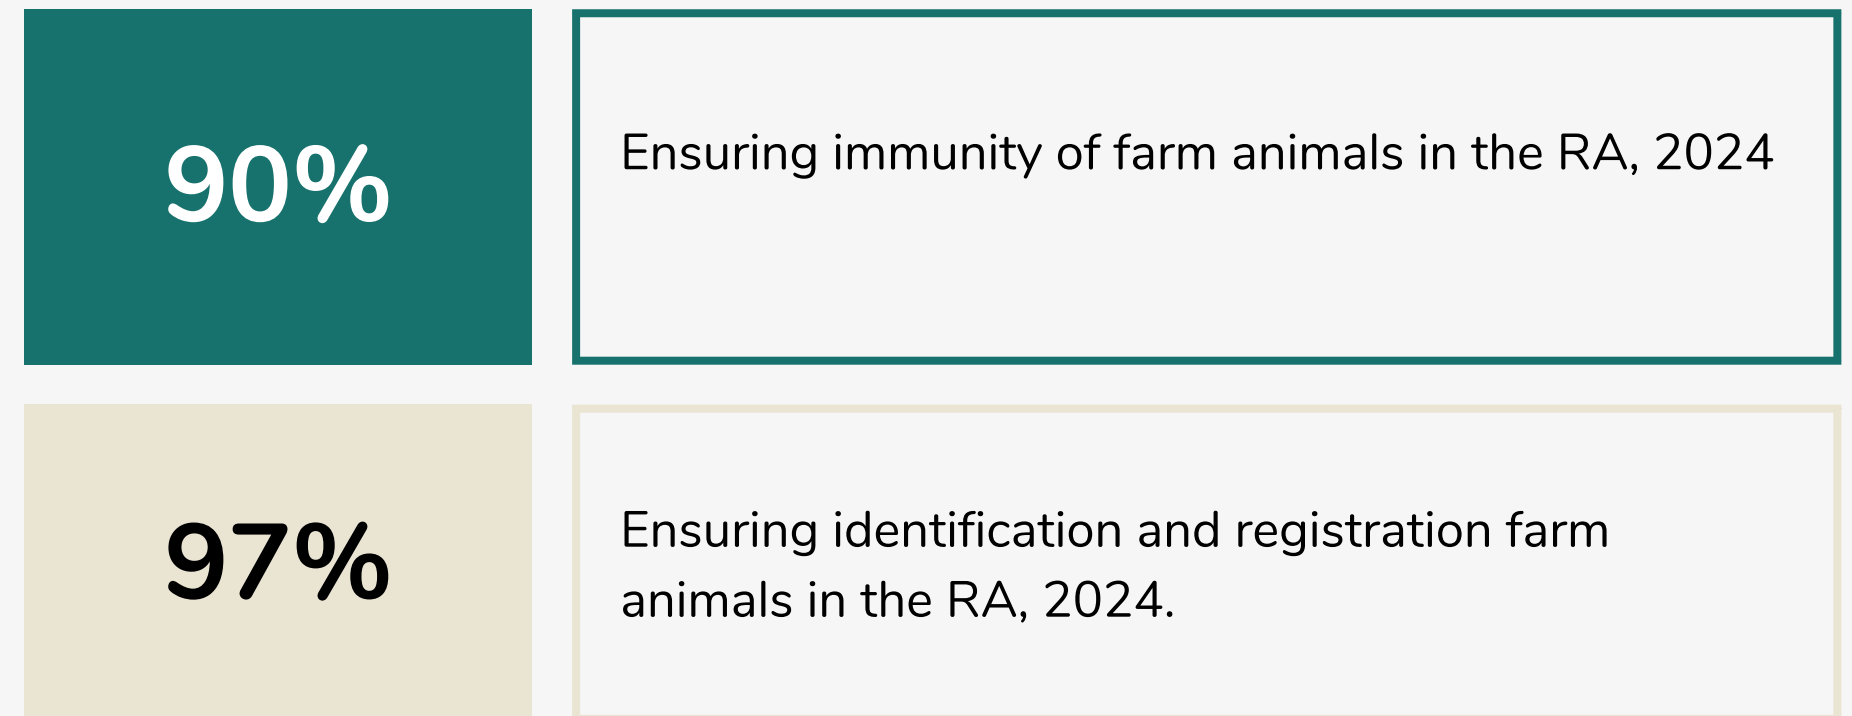 90%
Ensuring immunity of farm animals in the RA, 2024
97%
Ensuring identification and registration farm
animals in the RA, 2024.